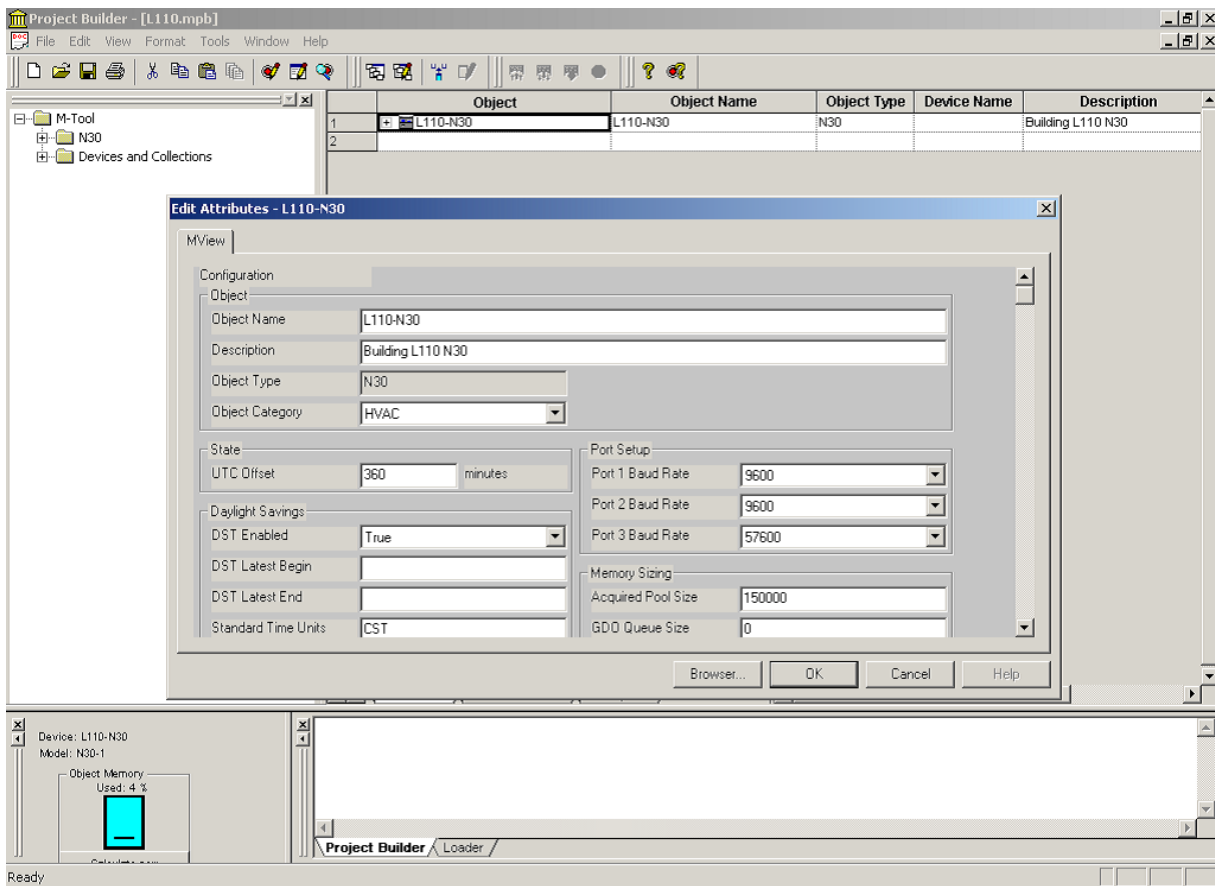 Project Builder - [L110.mpb]
File Edit View Format Tools Window Help
Object Object Name Object Type Device Name Description
M-Tool
N30
Devices and Collections
1 L110-N30 L110-N30 N30 Building L110 N30
2
Edit Attributes - L110-N30
MView
Configuration
Object
Object Name L110-N30
Description Building L110 N30
Object Type N30
Object Category HVAC
State
UTC Offset 360 minutes
Daylight Savings
DST Enabled True
DST Latest Begin
DST Latest End
Standard Time Units CST
Port Setup
Port 1 Baud Rate 9600
Port 2 Baud Rate 9600
Port 3 Baud Rate 57600
Memory Sizing
Acquired Pool Size 150000
GDO Queue Size 0
Browser... OK Cancel Help
Device: L110-N30
Model: N30-1
Object Memory
Used: 4 %
Project Builder Loader
Ready